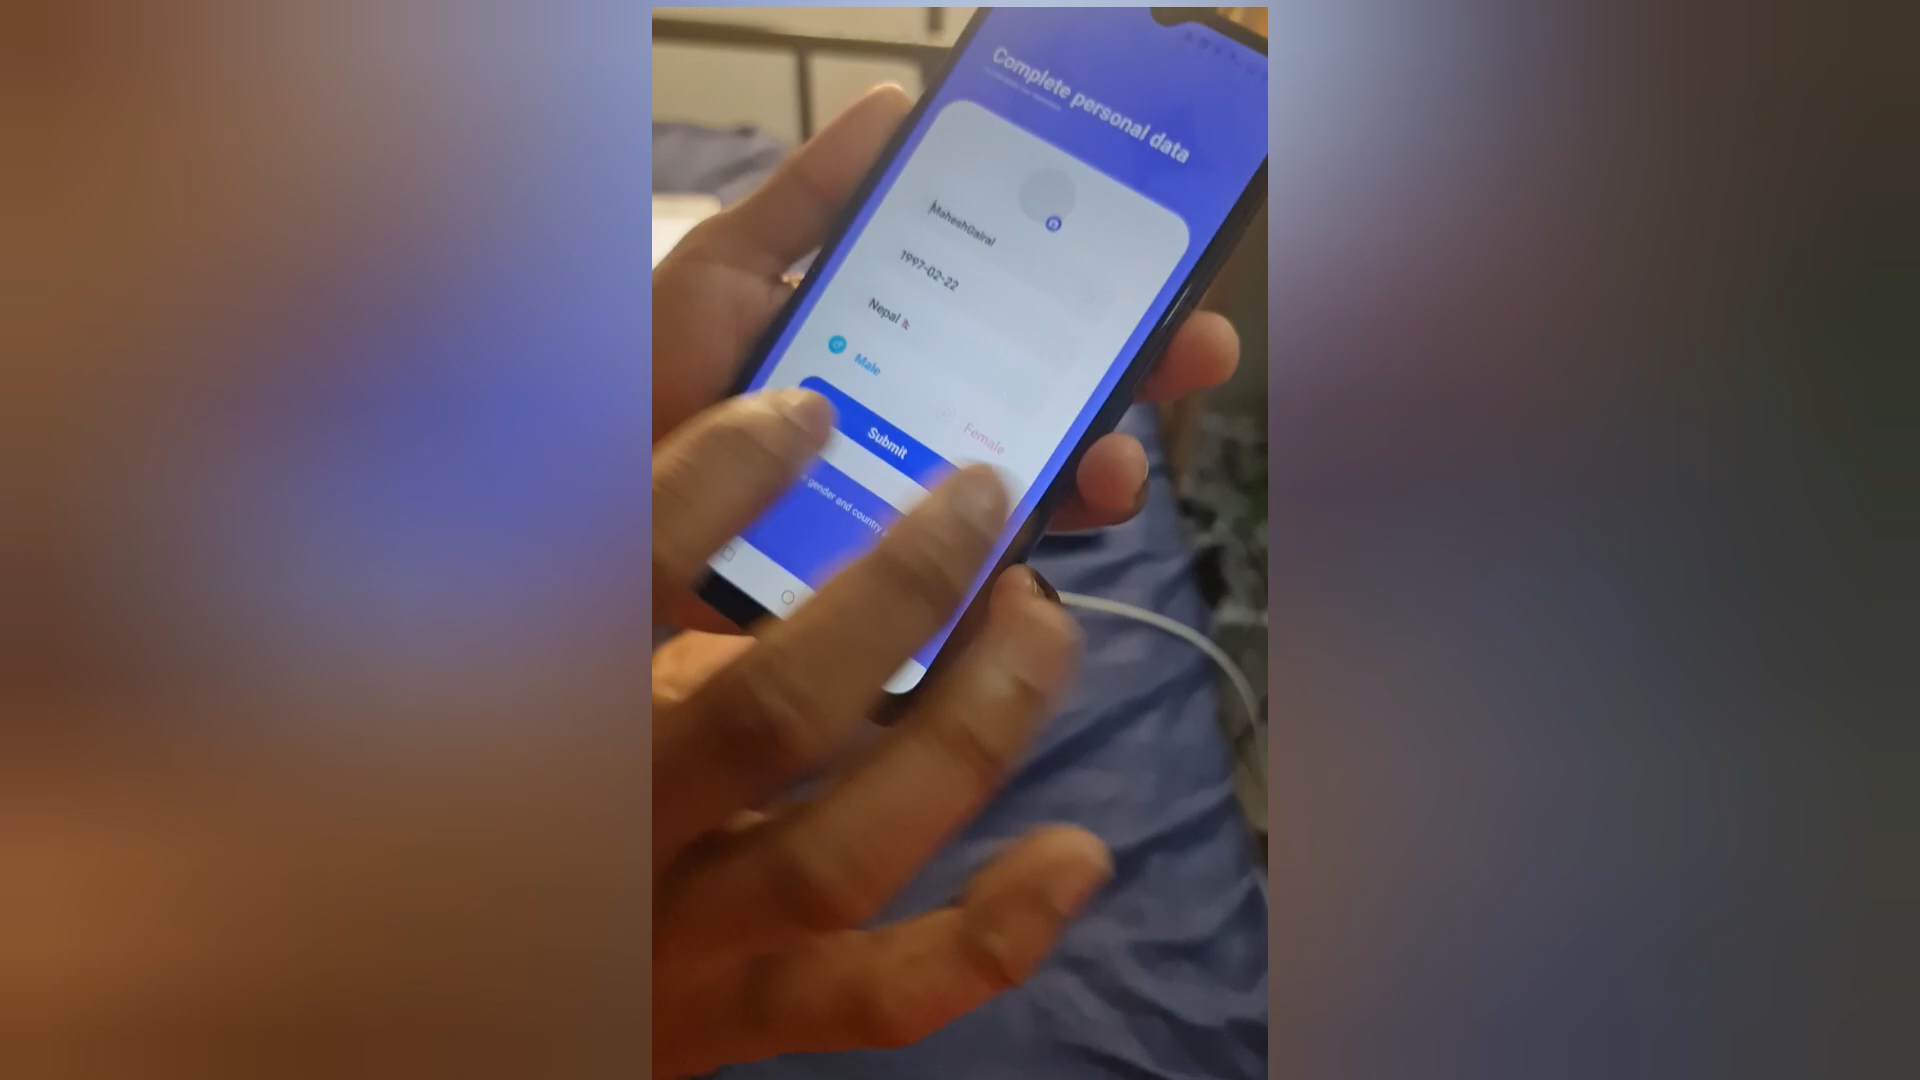 Complete personal data
MaheshGairal
1997-02-22
Nepal
Male
Female
Submit
gender and country